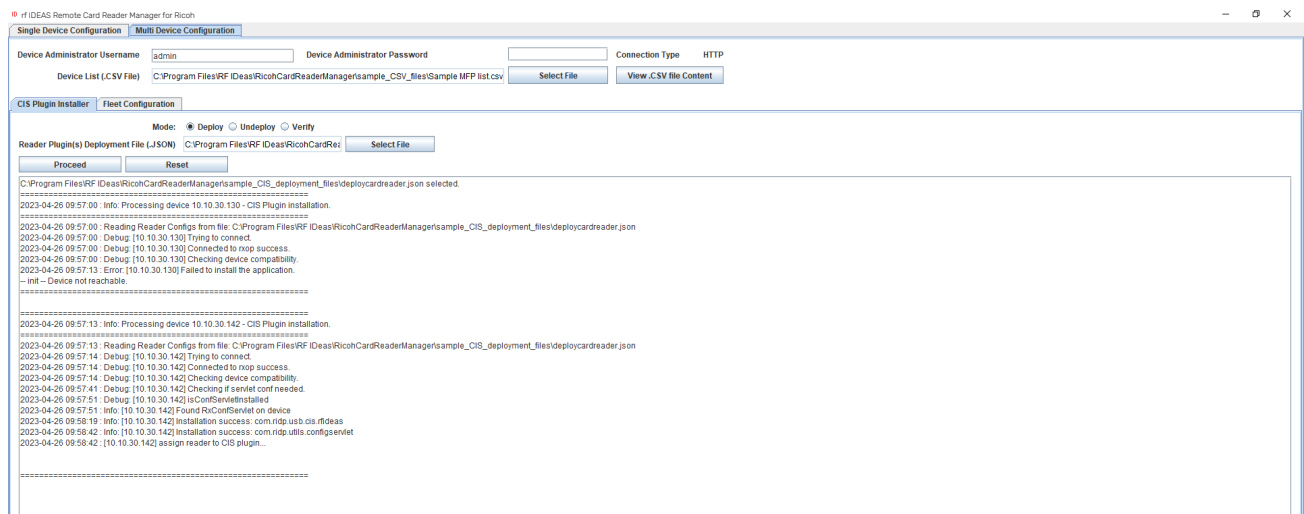 rf IDEAS Remote Card Reader Manager for Ricoh
Single Device Configuration Multi Device Configuration
Device Administrator Username admin Device Administrator Password Connection Type HTTP
Device List (.CSV File) C:\Program Files\RF IDeas\RicohCardReaderManager\sample_CSV_files\Sample MFP list.csv Select File View .CSV file Content
CIS Plugin Installer Fleet Configuration
Mode: Deploy Undeploy Verify
Reader Plugin(s) Deployment File (.JSON) C:\Program Files\RF IDeas\RicohCardRea Select File
Proceed Reset
C:\Program Files\RF IDeas\RicohCardReaderManager\sample_CIS_deployment_files\deploycardreader.json selected.
=============================================================
2023-04-26 09:57:00 : Info: Processing device 10.10.30.130 - CIS Plugin installation.
=============================================================
2023-04-26 09:57:00 : Reading Reader Configs from file: C:\Program Files\RF IDeas\RicohCardReaderManager\sample_CIS_deployment_files\deploycardreader.json
2023-04-26 09:57:00 : Debug: [10.10.30.130] Trying to connect.
2023-04-26 09:57:00 : Debug: [10.10.30.130] Connected to rxop success.
2023-04-26 09:57:00 : Debug: [10.10.30.130] Checking device compatibility.
2023-04-26 09:57:13 : Error: [10.10.30.130] Failed to install the application.
-- init -- Device not reachable.
=============================================================
=============================================================
2023-04-26 09:57:13 : Info: Processing device 10.10.30.142 - CIS Plugin installation.
=============================================================
2023-04-26 09:57:13 : Reading Reader Configs from file: C:\Program Files\RF IDeas\RicohCardReaderManager\sample_CIS_deployment_files\deploycardreader.json
2023-04-26 09:57:14 : Debug: [10.10.30.142] Trying to connect.
2023-04-26 09:57:14 : Debug: [10.10.30.142] Connected to rxop success.
2023-04-26 09:57:14 : Debug: [10.10.30.142] Checking device compatibility.
2023-04-26 09:57:41 : Debug: [10.10.30.142] Checking if servlet conf needed.
2023-04-26 09:57:51 : Debug: [10.10.30.142] isConfServletInstalled
2023-04-26 09:57:51 : Info: [10.10.30.142] Found RxConfServlet on device
2023-04-26 09:58:19 : Info: [10.10.30.142] Installation success: com.ridp.usb.cis.rfideas
2023-04-26 09:58:42 : Info: [10.10.30.142] Installation success: com.ridp.utils.configservlet
2023-04-26 09:58:42 : [10.10.30.142] assign reader to CIS plugin...
=============================================================